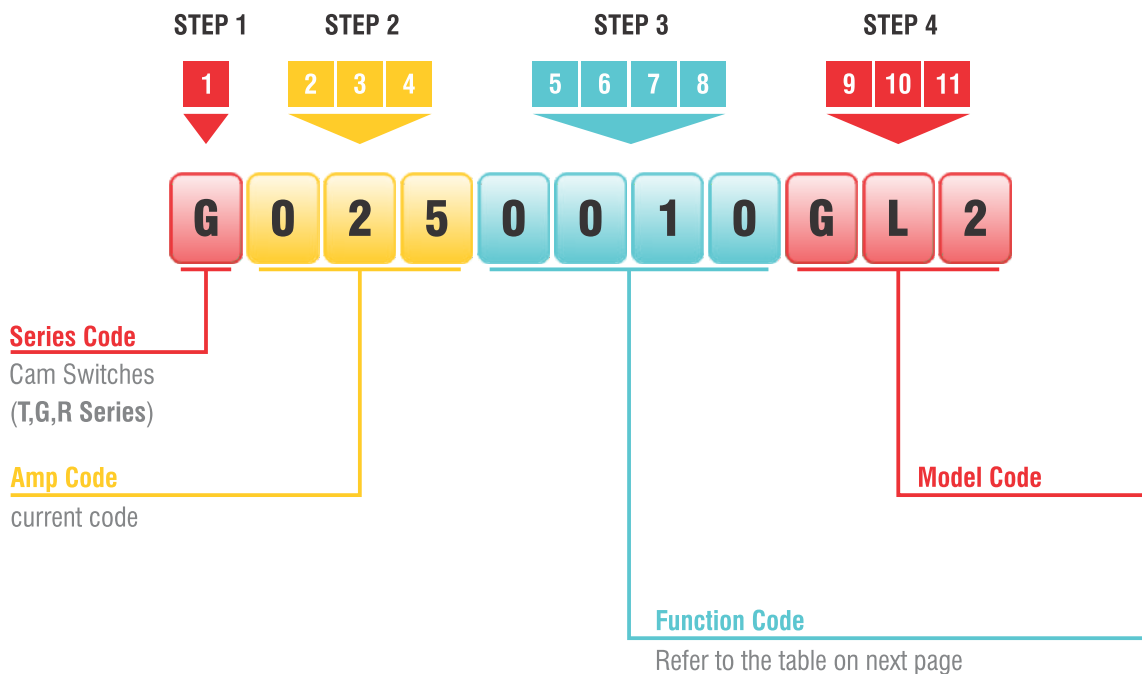 STEP 1 STEP 2 STEP 3 STEP 4
1 2 3 4 5 6 7 8 9 10 11
G 0 2 5 0 0 1 0 G L 2
Series Code
Cam Switches
(T,G,R Series)
Amp Code
current code
Model Code
Function Code
Refer to the table on next page